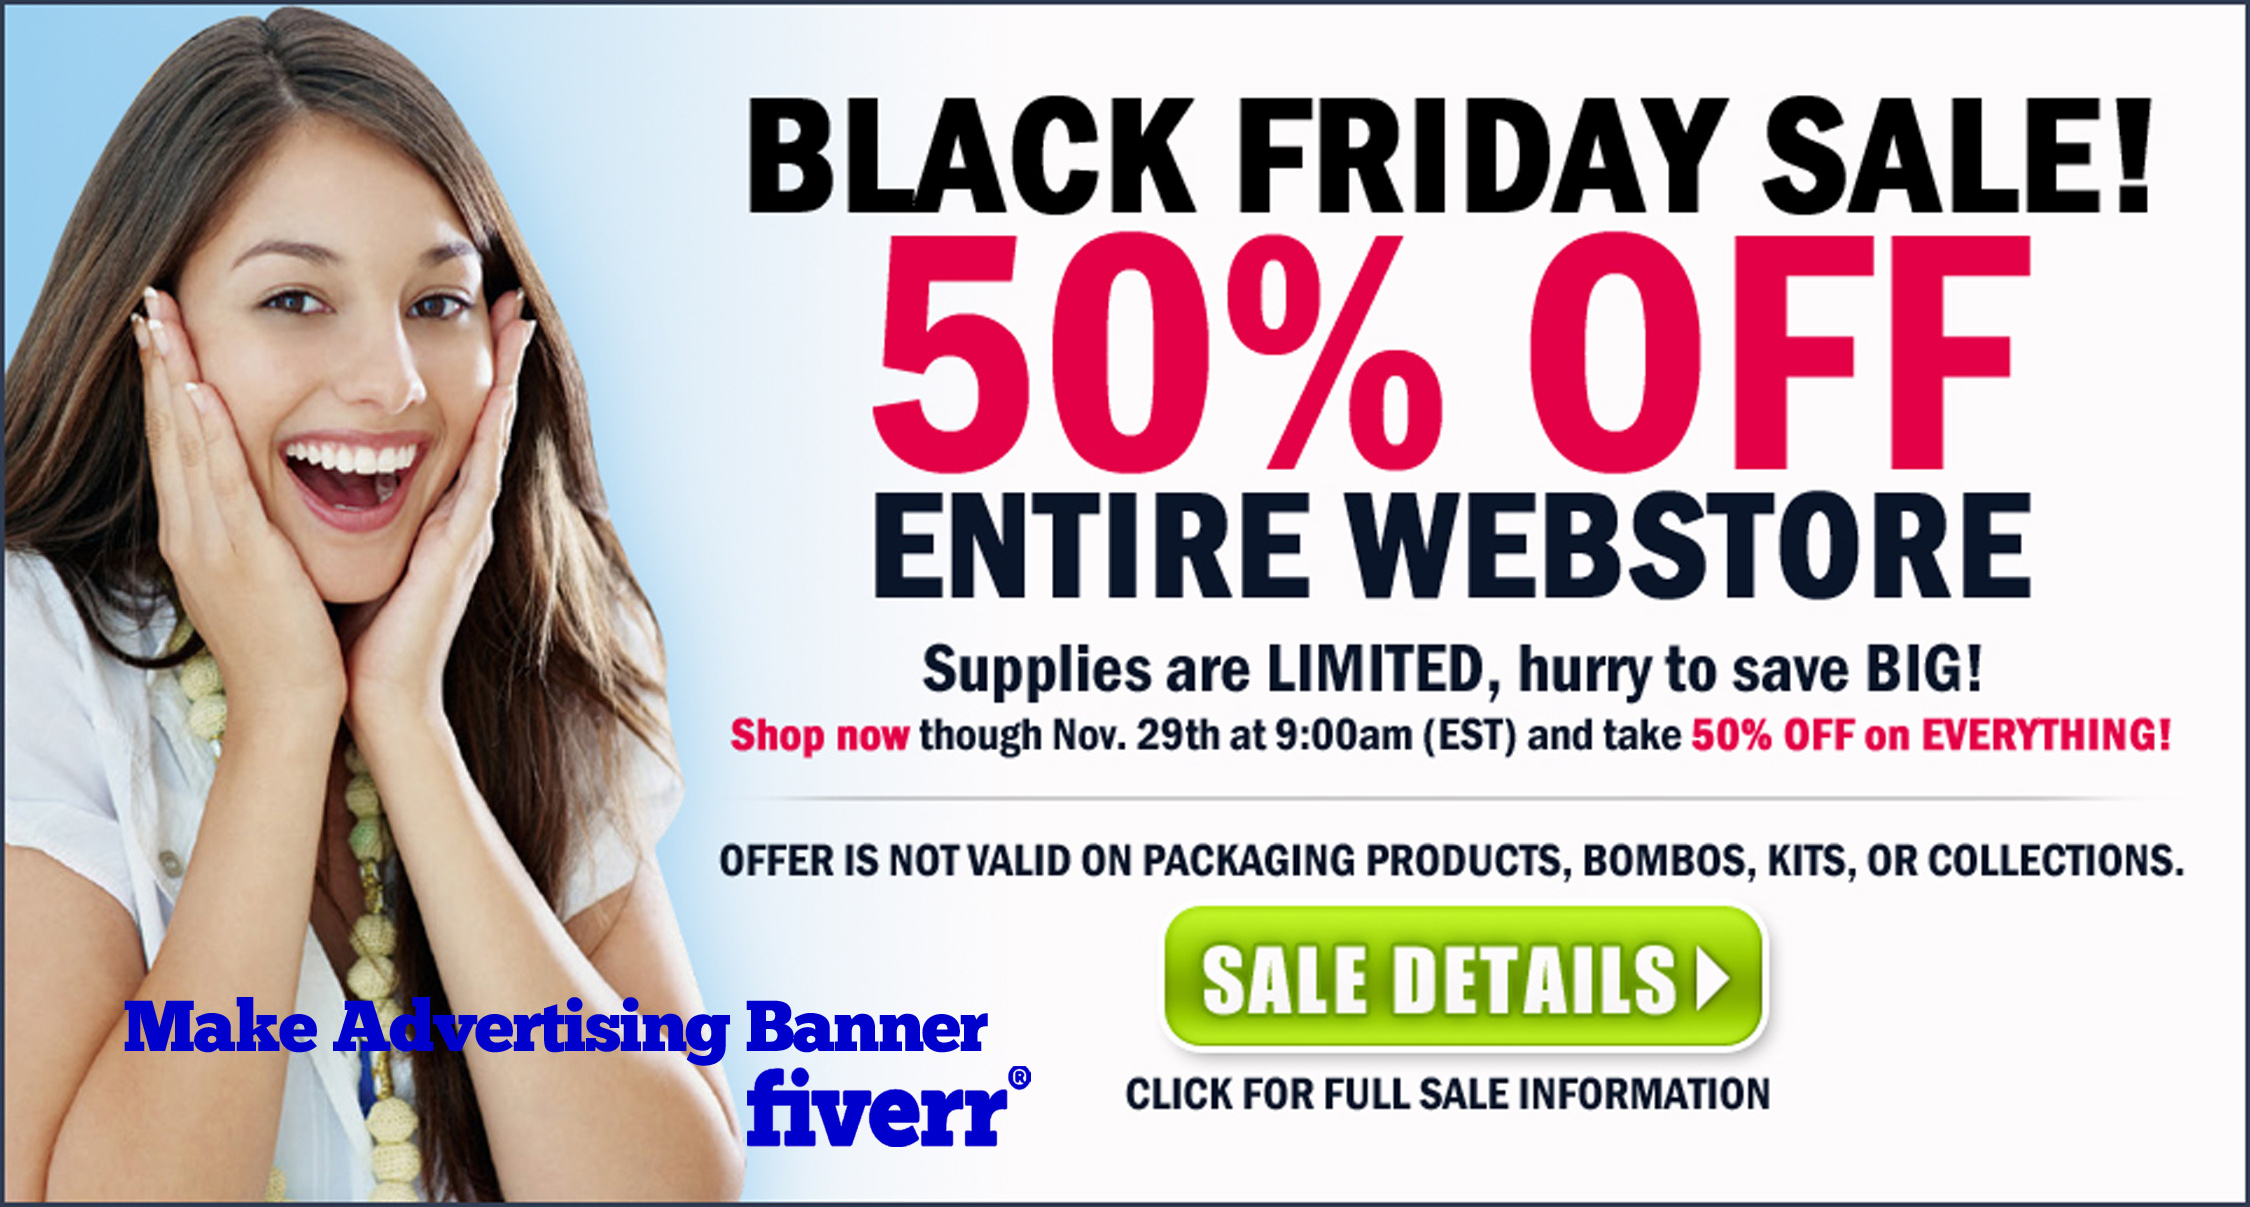 BLACK FRIDAY SALE!
50% OFF
ENTIRE WEBSTORE
Supplies are LIMITED, hurry to save BIG!
Shop now though Nov. 29th at 9:00am (EST) and take 50% OFF on EVERYTHING!
OFFER IS NOT VALID ON PACKAGING PRODUCTS, BOMBOS, KITS, OR COLLECTIONS.
SALE DETAILS
CLICK FOR FULL SALE INFORMATION
Make Advertising Banner
fiverr®